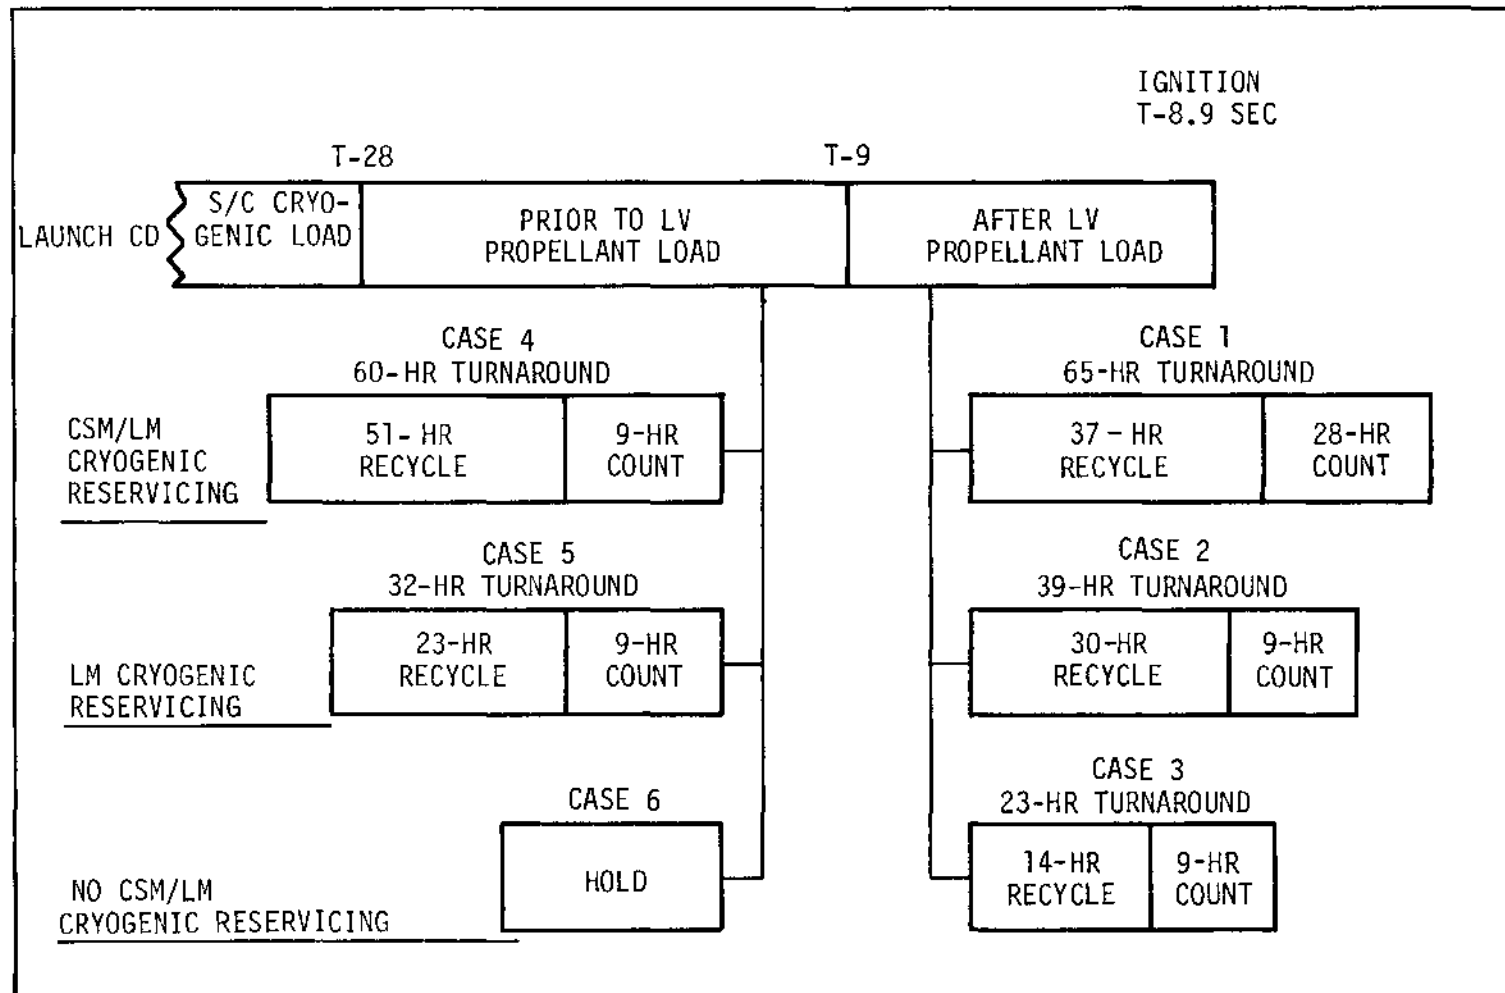 IGNITION
T-8.9 SEC
T-28
T-9
LAUNCH CD
S/C CRYO-
GENIC LOAD
PRIOR TO LV
PROPELLANT LOAD
AFTER LV
PROPELLANT LOAD
CASE 4
60-HR TURNAROUND
CASE 1
65-HR TURNAROUND
CSM/LM
CRYOGENIC
RESERVICING
51-HR
RECYCLE
9-HR
COUNT
37-HR
RECYCLE
28-HR
COUNT
CASE 5
32-HR TURNAROUND
CASE 2
39-HR TURNAROUND
LM CRYOGENIC
RESERVICING
23-HR
RECYCLE
9-HR
COUNT
30-HR
RECYCLE
9-HR
COUNT
CASE 6
CASE 3
23-HR TURNAROUND
NO CSM/LM
CRYOGENIC RESERVICING
HOLD
14-HR
RECYCLE
9-HR
COUNT